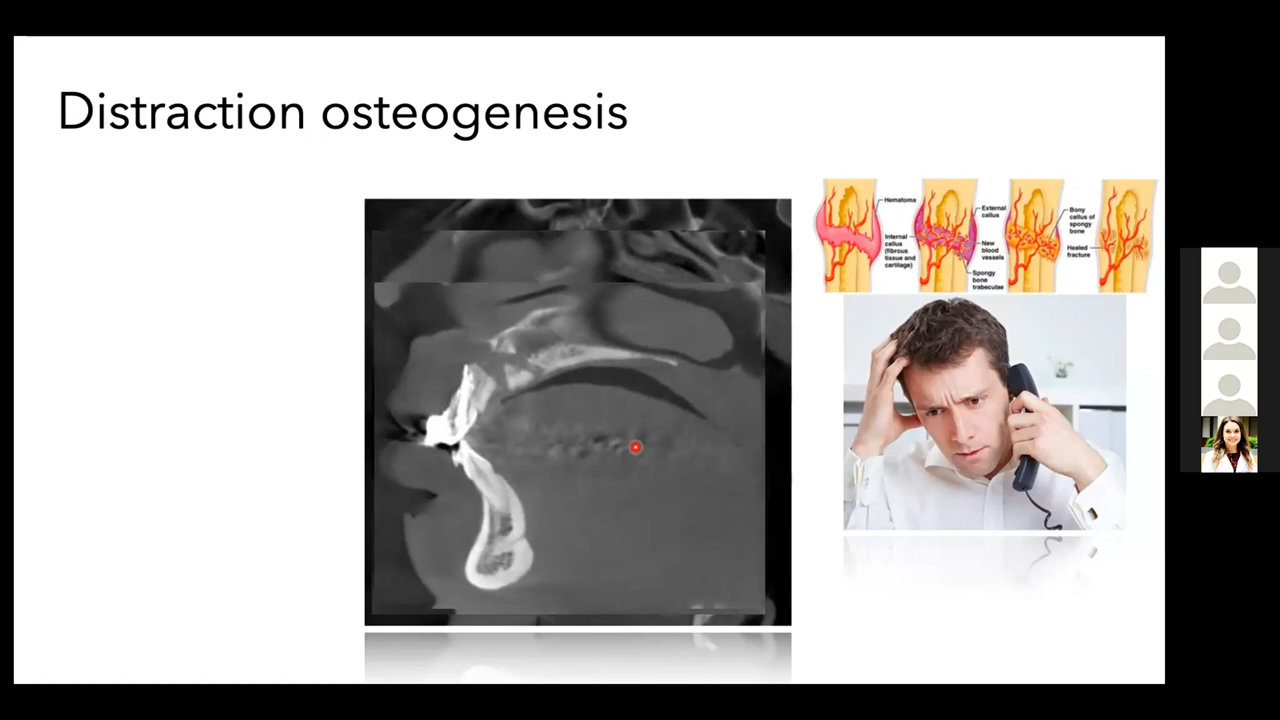 Distraction osteogenesis
Hematoma
Internal
callus
(fibrous
tissue and
cartilage)
External
callus
New
blood
vessels
Spongy
bone
trabeculae
Bony
callus of
spongy
bone
Healed
fracture